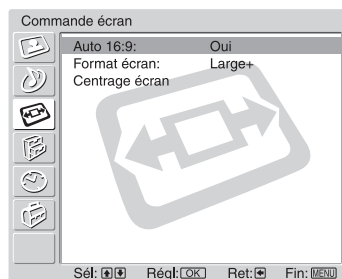 Commande écran
Auto 16:9: Oui
Format écran: Large+
Centrage écran
Sél: Régl: OK Ret: Fin: MENU